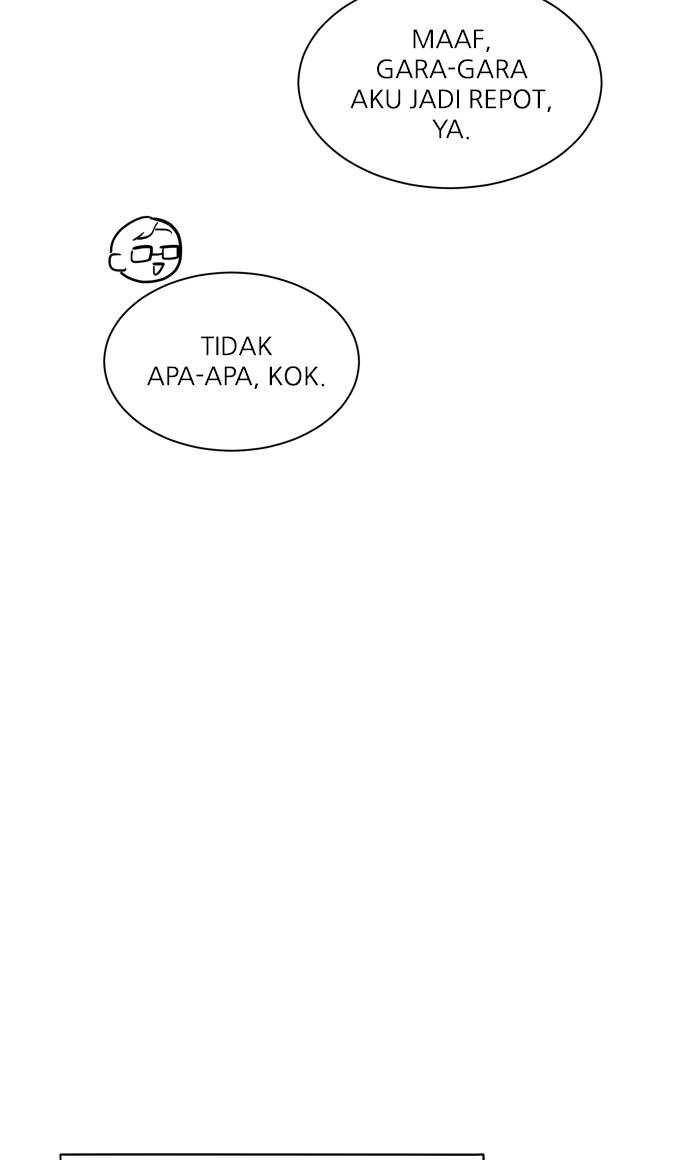 MAAF,
GARA-GARA
AKU JADI REPOT,
YA.
TIDAK
APA-APA, KOK.